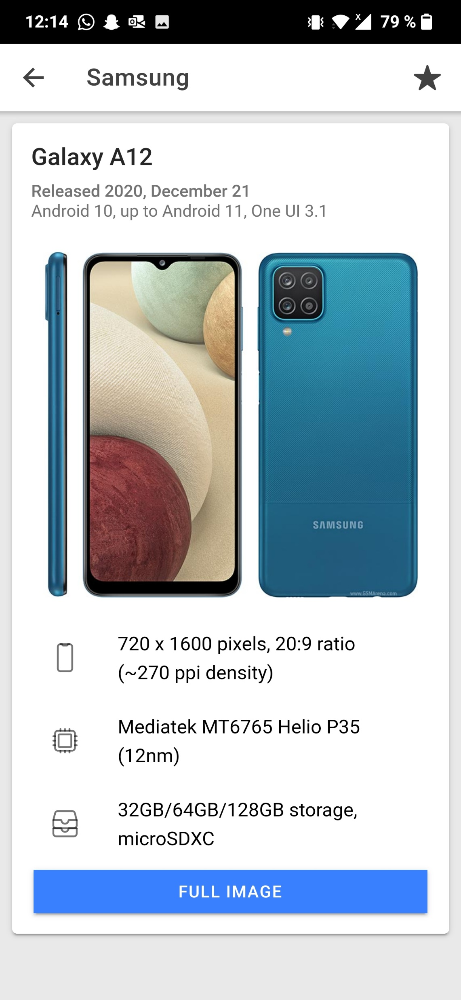 12:14
x
79 %
Samsung
Galaxy A12
Released 2020, December 21
Android 10, up to Android 11, One UI 3.1
SAMSUNG
www.GSMArena.com
720 x 1600 pixels, 20:9 ratio
(~270 ppi density)
Mediatek MT6765 Helio P35
(12nm)
32GB/64GB/128GB storage,
microSDXC
FULL IMAGE